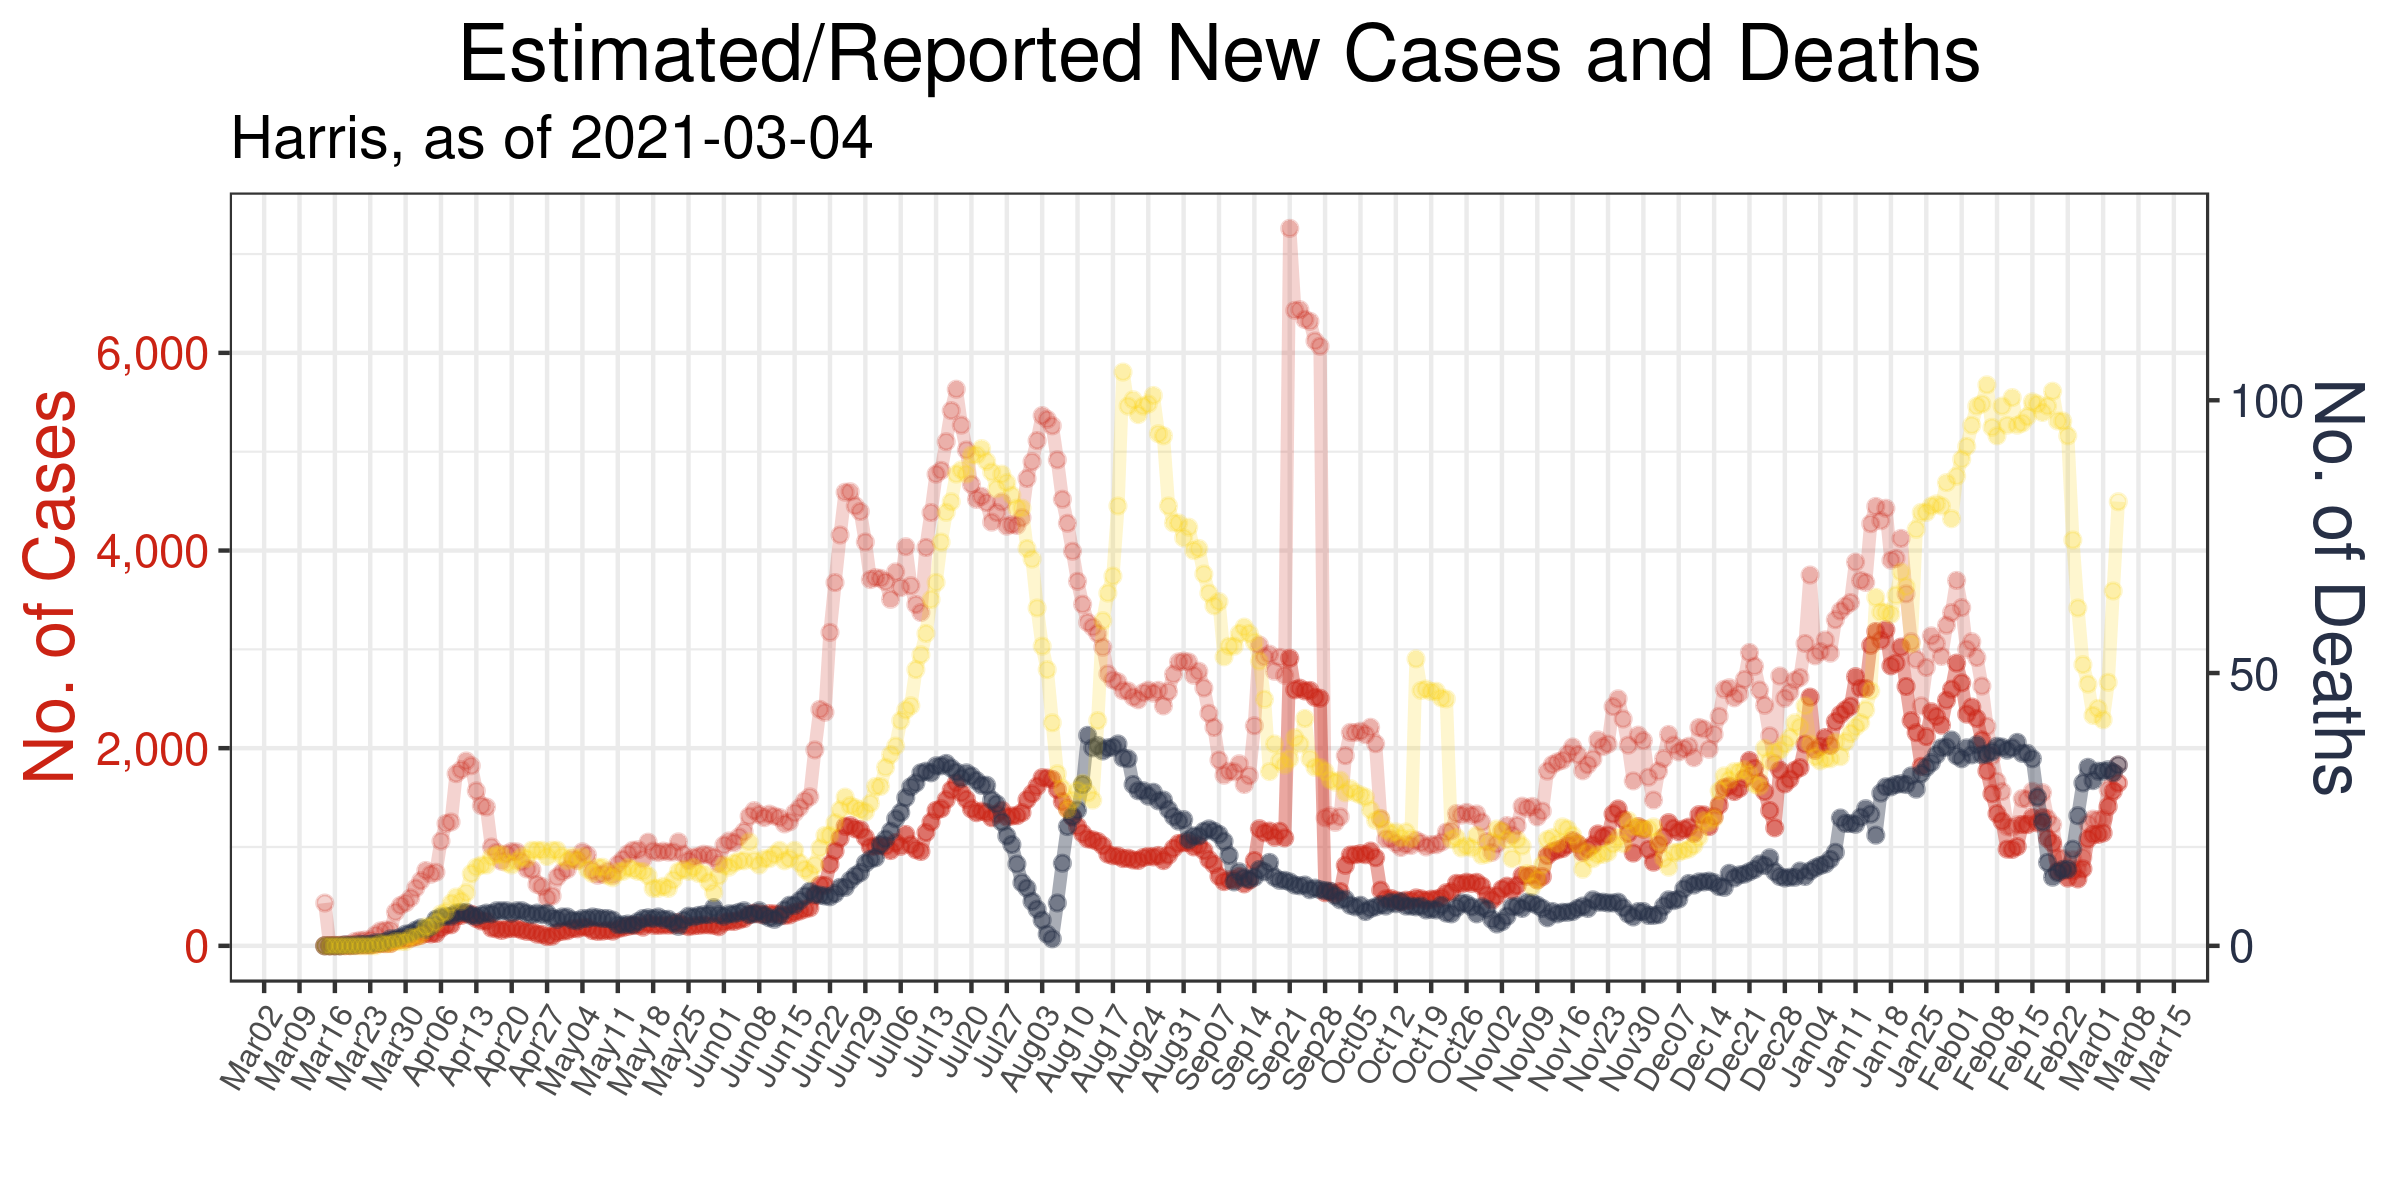 Estimated/Reported New Cases and Deaths
Harris, as of 2021-03-04
No. of Cases
6,000
4,000
2,000
0
100
50
0
No. of Deaths
Mar02
Mar09
Mar16
Mar23
Mar30
Apr06
Apr13
Apr20
Apr27
May04
May11
May18
May25
Jun01
Jun08
Jun15
Jun22
Jun29
Jul06
Jul13
Jul20
Jul27
Aug03
Aug10
Aug17
Aug24
Aug31
Sep07
Sep14
Sep21
Sep28
Oct05
Oct12
Oct19
Oct26
Nov02
Nov09
Nov16
Nov23
Nov30
Dec07
Dec14
Dec21
Dec28
Dec04
Jan11
Jan18
Jan25
Feb01
Feb08
Feb15
Feb22
Mar01
Mar08
Mar15